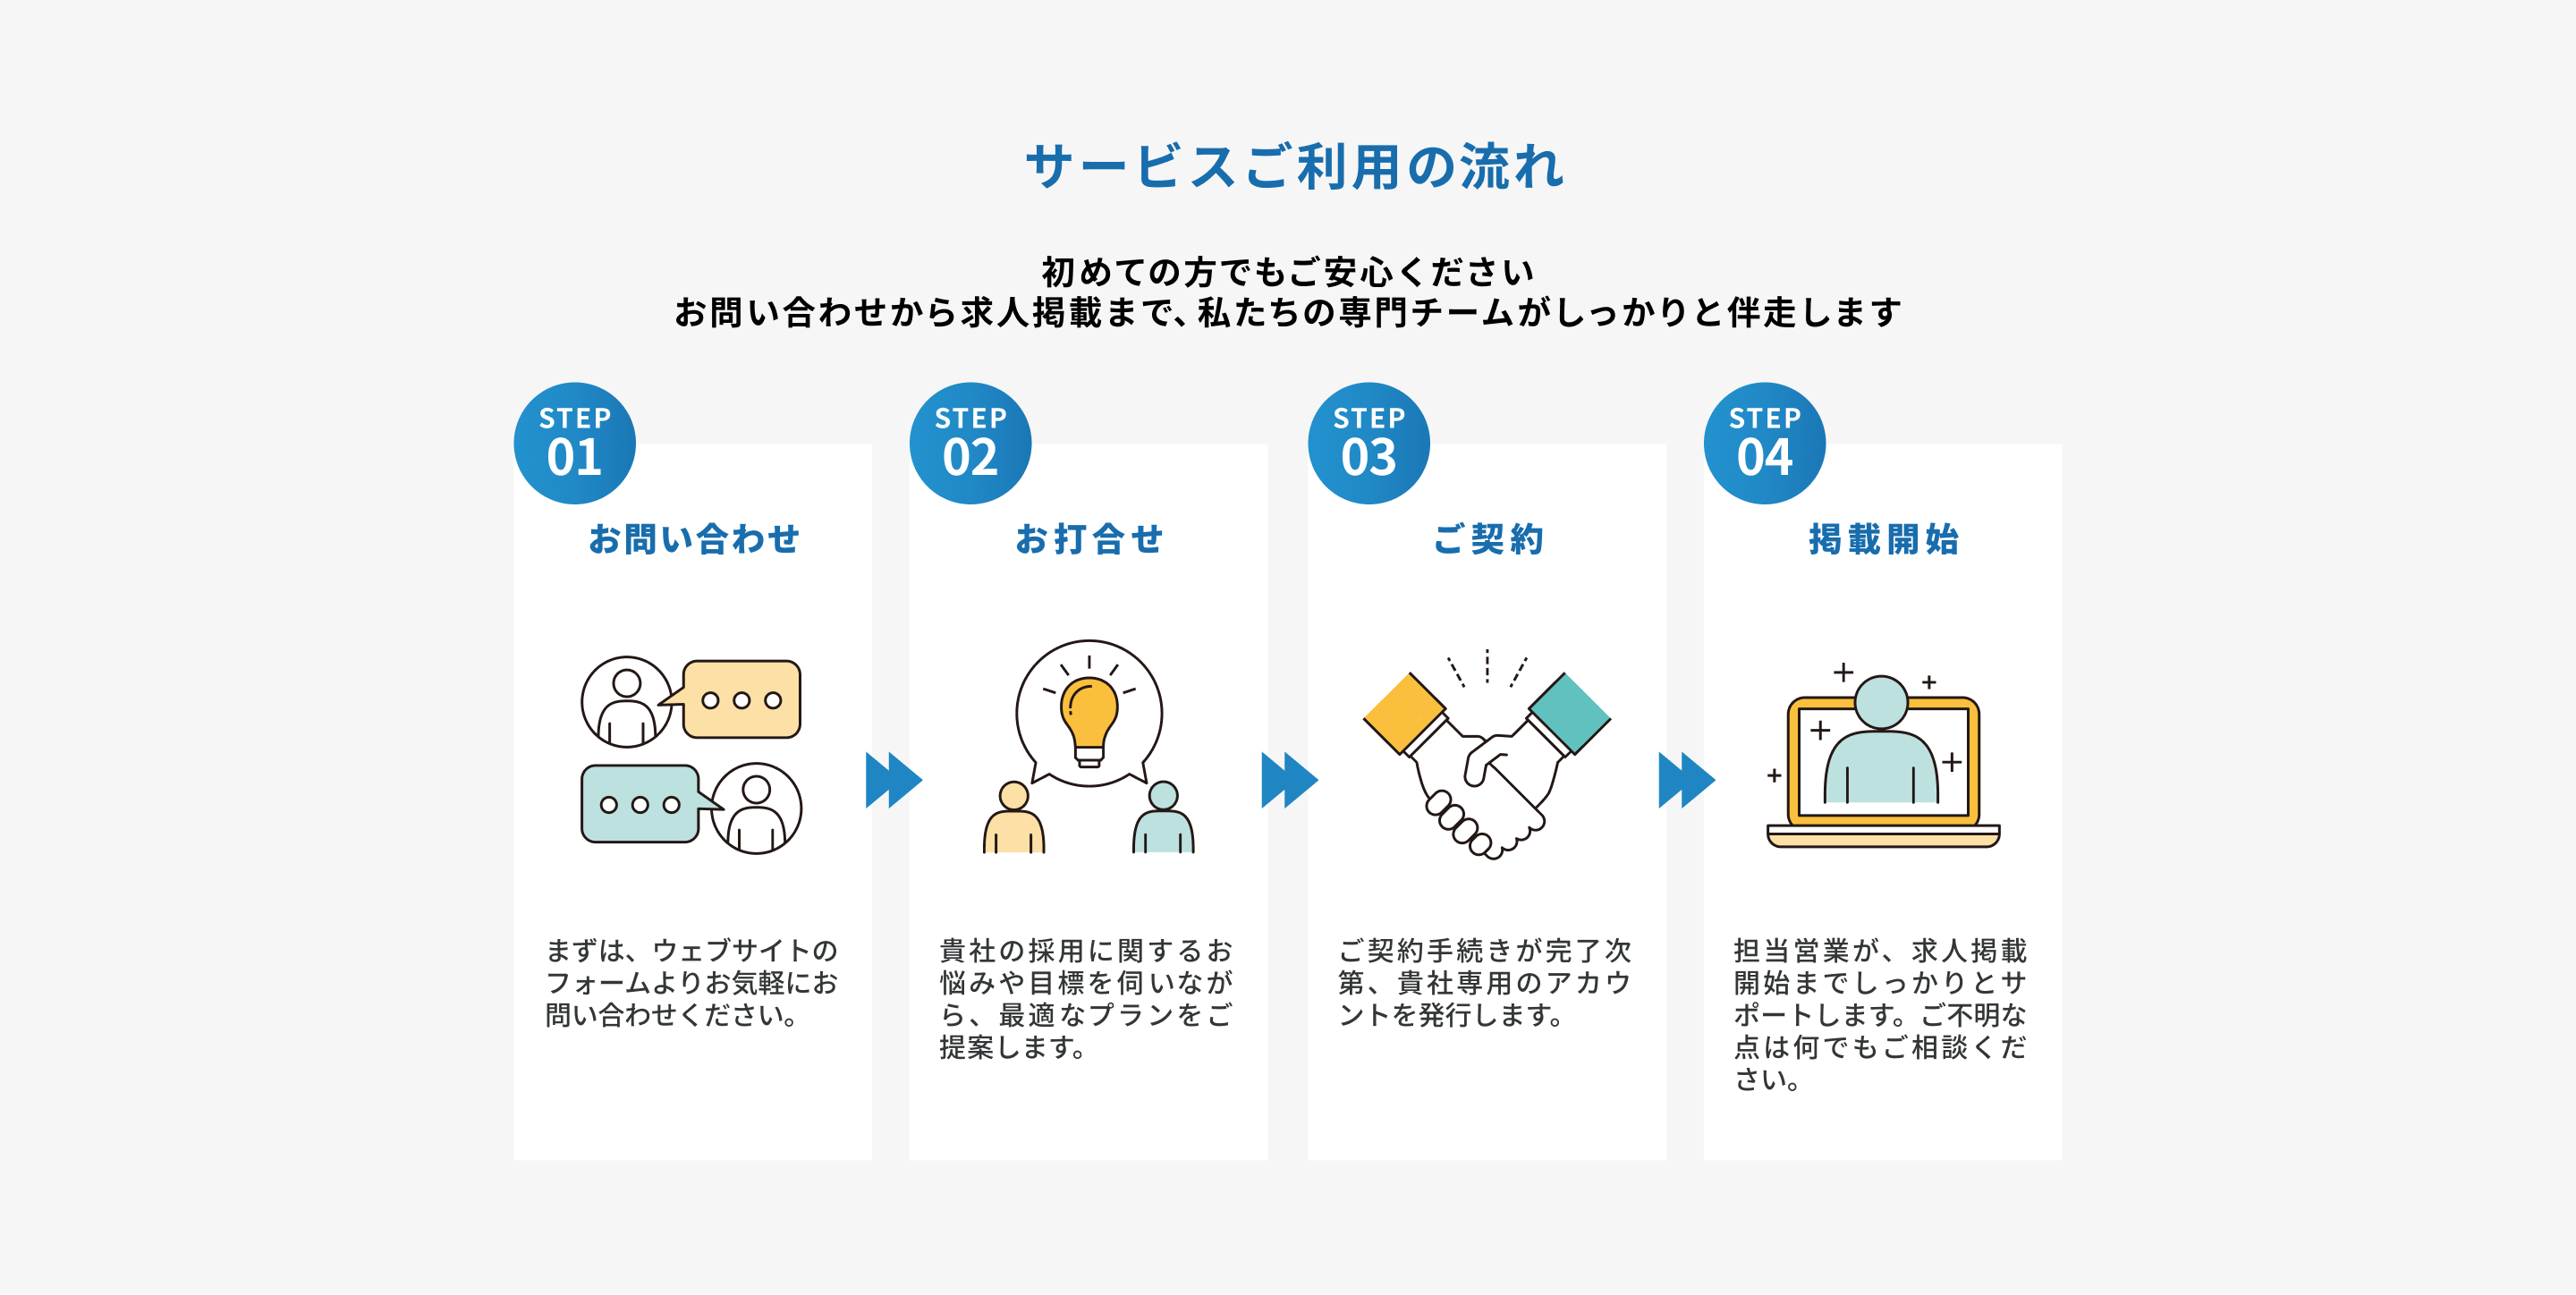 サービスご利用の流れ
初めての方でもご安心ください
お問い合わせから求人掲載まで、私たちの専門チームがしっかりと伴走します
STEP
01
お問い合わせ
まずは、ウェブサイトの
フォームよりお気軽にお
問い合わせください。
STEP
02
お打合せ
貴社の採用に関するお
悩みや目標を伺いなが
ら、最適なプランをご
提案します。
STEP
03
ご契約
ご契約手続きが完了次
第、貴社専用のアカウ
ントを発行します。
STEP
04
掲載開始
担当営業が、求人掲載
開始までしっかりとサ
ポートします。ご不明な
点は何でもご相談くだ
さい。